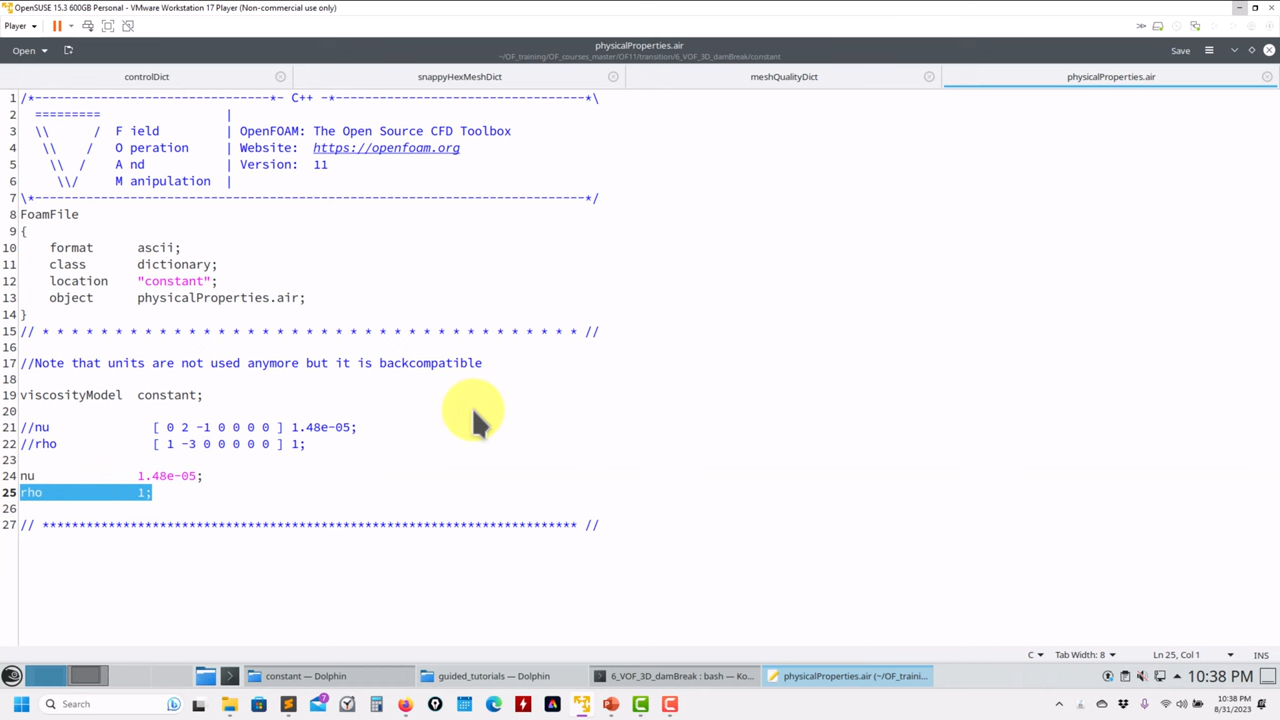 OpenSUSE 15.3 600GB Personal - VMware Workstation 17 Player (Non-commercial use only)
Player
Open
physicalProperties.air
~/OF_training/OF_courses_master/OF11/transition/6_VOF_3D_damBreak/constant
Save
controlDict
snappyHexMeshDict
meshQualityDict
physicalProperties.air
1 /*--------------------------------*- C++ -*-----------------------------------*\
2 ========= |
3 \\ / F ield | OpenFOAM: The Open Source CFD Toolbox
4 \\ / O peration | Website: https://openfoam.org
5 \\ / A nd | Version: 11
6 \\/ M anipulation |
7 \*---------------------------------------------------------------------------*/
8 FoamFile
9 {
10 format ascii;
11 class dictionary;
12 location "constant";
13 object physicalProperties.air;
14 }
15 // * * * * * * * * * * * * * * * * * * * * * * * * * * * * * * * * * * * * * //
16
17 //Note that units are not used anymore but it is backcompatible
18
19 viscosityModel constant;
20
21 //nu [ 0 2 -1 0 0 0 0 ] 1.48e-05;
22 //rho [ 1 -3 0 0 0 0 0 ] 1;
23
24 nu 1.48e-05;
25 rho 1;
26
27 // ************************************************************************* //
C Tab Width: 8 Ln 25, Col 1 INS
constant — Dolphin
guided_tutorials — Dolphin
6_VOF_3D_damBreak : bash — Ko...
physicalProperties.air (~/OF_traini...
10:38 PM
Search
7
10:38 PM
8/31/2023